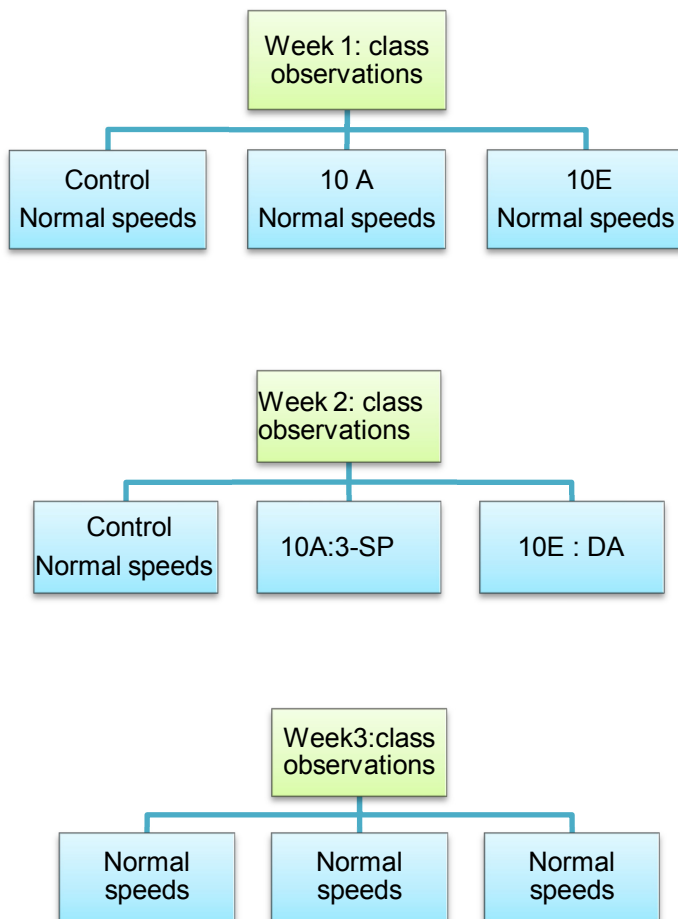 Week 1: class
observations
Control
Normal speeds
10 A
Normal speeds
10E
Normal speeds
Week 2: class
observations
Control
Normal speeds
10A:3-SP
10E : DA
Week3:class
observations
Normal
speeds
Normal
speeds
Normal
speeds